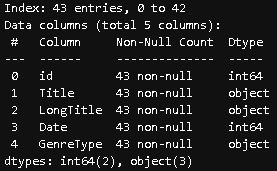 Index: 43 entries, 0 to 42
Data columns (total 5 columns):
 #   Column     Non-Null Count  Dtype
---  ------     --------------  -----
 0   id         43 non-null     int64
 1   Title      43 non-null     object
 2   LongTitle  43 non-null     object
 3   Date       43 non-null     int64
 4   GenreType  43 non-null     object
dtypes: int64(2), object(3)